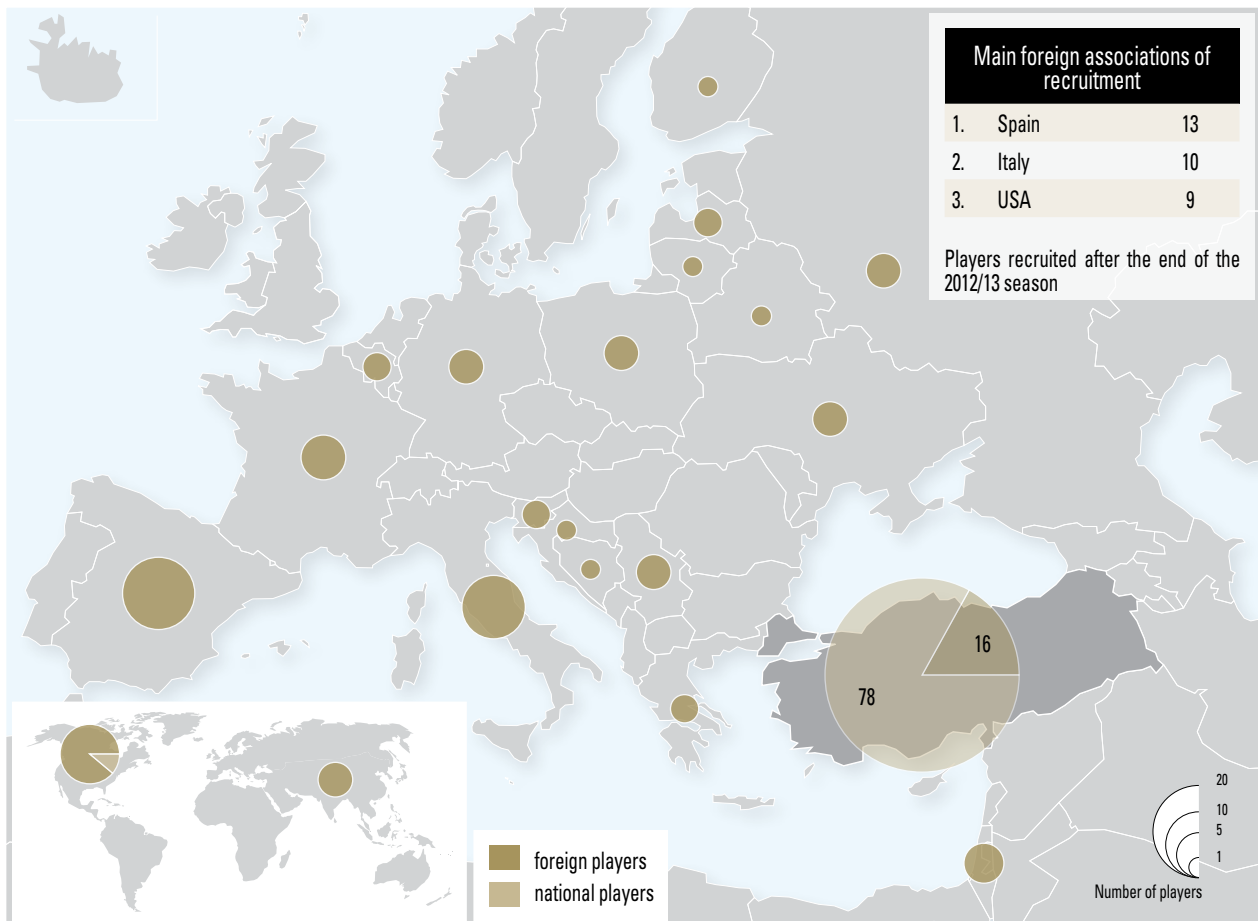 Main foreign associations of
recruitment
1. Spain 13
2. Italy 10
3. USA 9
Players recruited after the end of the
2012/13 season
16
78
20
10
5
1
Number of players
foreign players
national players